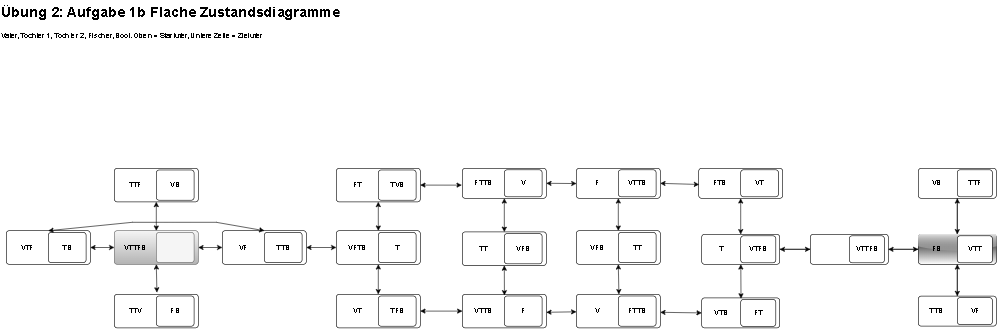 Übung 2: Aufgabe 1b Flache Zustandsdiagramme
Vater, Tochter 1, Tochter 2, Fischer, Boot. Oben = Startufer, Untere Zeile = Zielufer
TTF VB
FT TVB
FTTB V
F VTTB
FTB VT
VB TTF
VTF TB
VTTFB
VF TTB
VFTB T
TT VFB
VFB TT
T VTFB
VTTFB
FB VTT
TTV FB
VT TFB
VTTB F
V FTTB
VTB FT
TTB VF